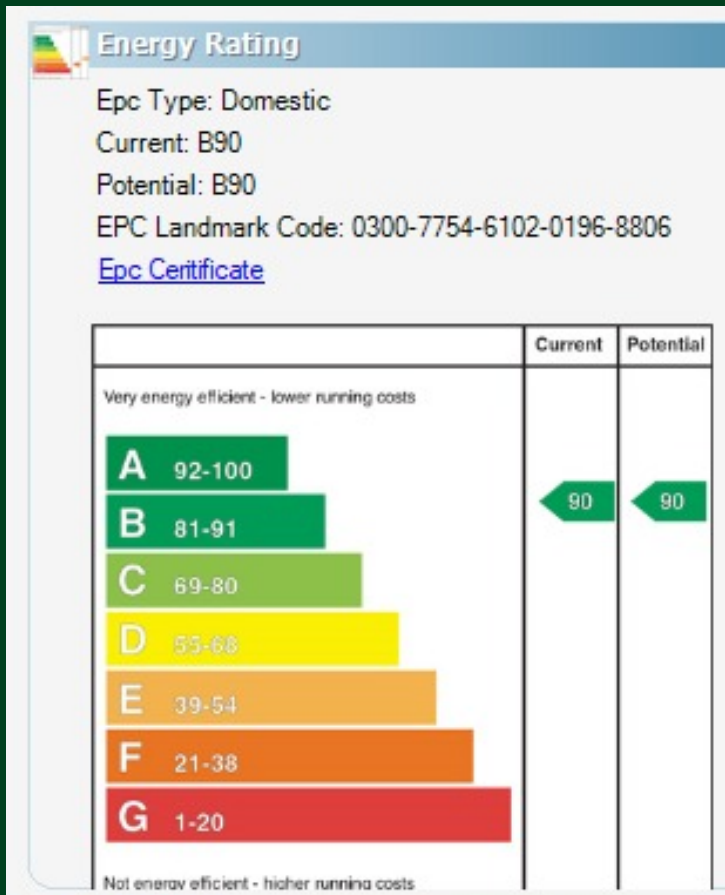 Energy Rating
Epc Type: Domestic
Current: B90
Potential: B90
EPC Landmark Code: 0300-7754-6102-0196-8806
Epc Ceritificate
Current Potential
Very energy efficient - lower running costs
A 92-100
B 81-91 90 90
C 69-80
D 55-68
E 39-54
F 21-38
G 1-20
Not energy efficient - higher running costs